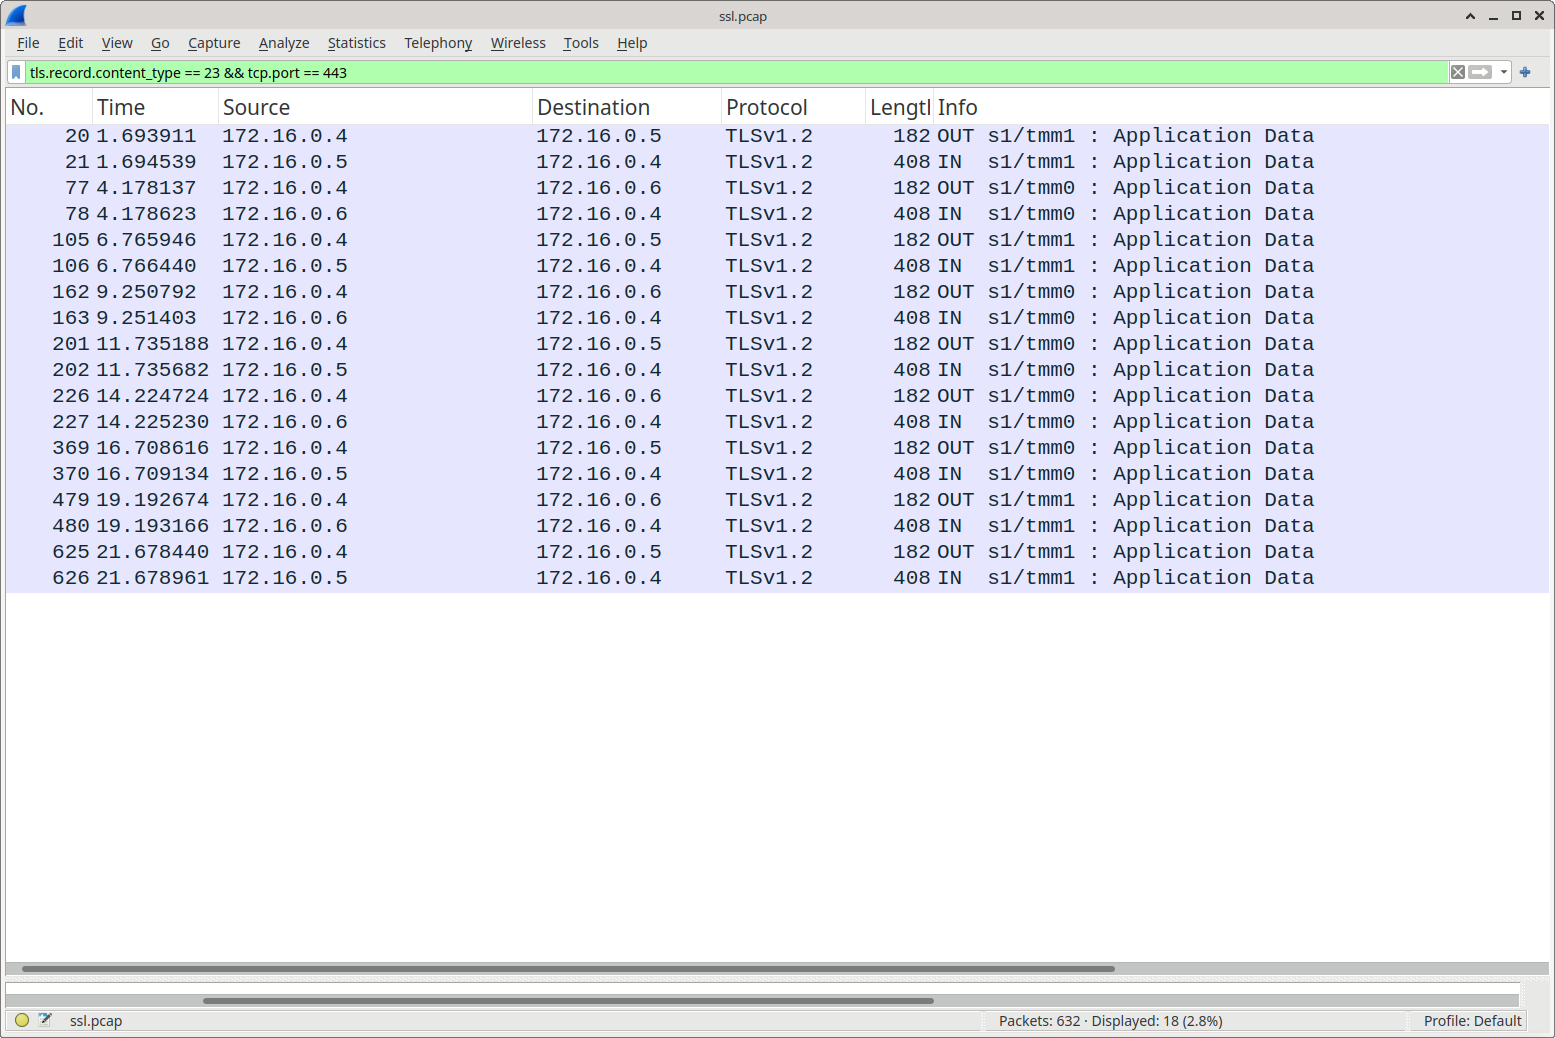 ssl.pcap
File Edit View Go Capture Analyze Statistics Telephony Wireless Tools Help
tls.record.content_type == 23 && tcp.port == 443
No. Time Source Destination Protocol Lengtl Info
20 1.693911 172.16.0.4 172.16.0.5 TLSv1.2 182 OUT s1/tmm1 : Application Data
21 1.694539 172.16.0.5 172.16.0.4 TLSv1.2 408 IN s1/tmm1 : Application Data
77 4.178137 172.16.0.4 172.16.0.6 TLSv1.2 182 OUT s1/tmm0 : Application Data
78 4.178623 172.16.0.6 172.16.0.4 TLSv1.2 408 IN s1/tmm0 : Application Data
105 6.765946 172.16.0.4 172.16.0.5 TLSv1.2 182 OUT s1/tmm1 : Application Data
106 6.766440 172.16.0.5 172.16.0.4 TLSv1.2 408 IN s1/tmm1 : Application Data
162 9.250792 172.16.0.4 172.16.0.6 TLSv1.2 182 OUT s1/tmm0 : Application Data
163 9.251403 172.16.0.6 172.16.0.4 TLSv1.2 408 IN s1/tmm0 : Application Data
201 11.735188 172.16.0.4 172.16.0.5 TLSv1.2 182 OUT s1/tmm0 : Application Data
202 11.735682 172.16.0.5 172.16.0.4 TLSv1.2 408 IN s1/tmm0 : Application Data
226 14.224724 172.16.0.4 172.16.0.6 TLSv1.2 182 OUT s1/tmm0 : Application Data
227 14.225230 172.16.0.6 172.16.0.4 TLSv1.2 408 IN s1/tmm0 : Application Data
369 16.708616 172.16.0.4 172.16.0.5 TLSv1.2 182 OUT s1/tmm0 : Application Data
370 16.709134 172.16.0.5 172.16.0.4 TLSv1.2 408 IN s1/tmm0 : Application Data
479 19.192674 172.16.0.4 172.16.0.6 TLSv1.2 182 OUT s1/tmm1 : Application Data
480 19.193166 172.16.0.6 172.16.0.4 TLSv1.2 408 IN s1/tmm1 : Application Data
625 21.678440 172.16.0.4 172.16.0.5 TLSv1.2 182 OUT s1/tmm1 : Application Data
626 21.678961 172.16.0.5 172.16.0.4 TLSv1.2 408 IN s1/tmm1 : Application Data
ssl.pcap Packets: 632 · Displayed: 18 (2.8%) Profile: Default